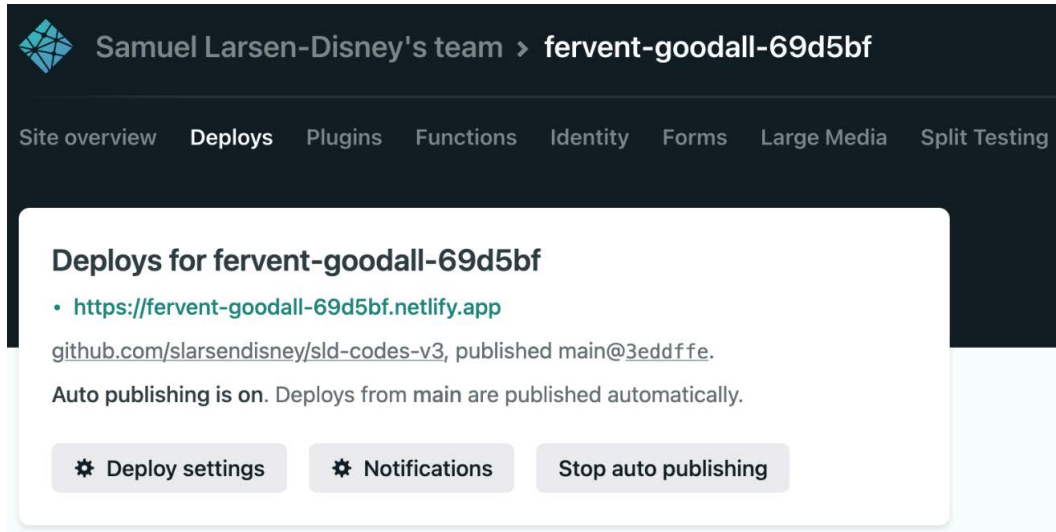 Samuel Larsen-Disney's team > fervent-goodall-69d5bf
Site overview Deploys Plugins Functions Identity Forms Large Media Split Testing
Deploys for fervent-goodall-69d5bf
• https://fervent-goodall-69d5bf.netlify.app
github.com/slarsendisney/sld-codes-v3, published main@3eddffe.
Auto publishing is on. Deploys from main are published automatically.
Deploy settings Notifications Stop auto publishing